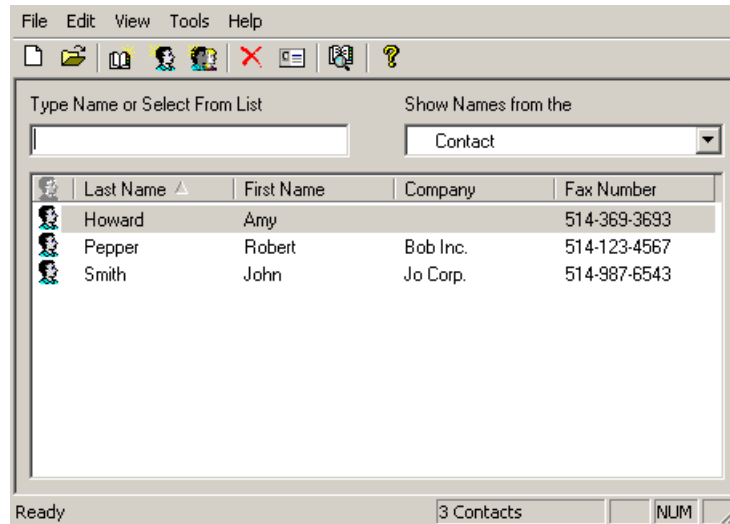 File Edit View Tools Help
Type Name or Select From List Show Names from the
Contact
Last Name First Name Company Fax Number
Howard Amy 514-369-3693
Pepper Robert Bob Inc. 514-123-4567
Smith John Jo Corp. 514-987-6543
Ready 3 Contacts NUM